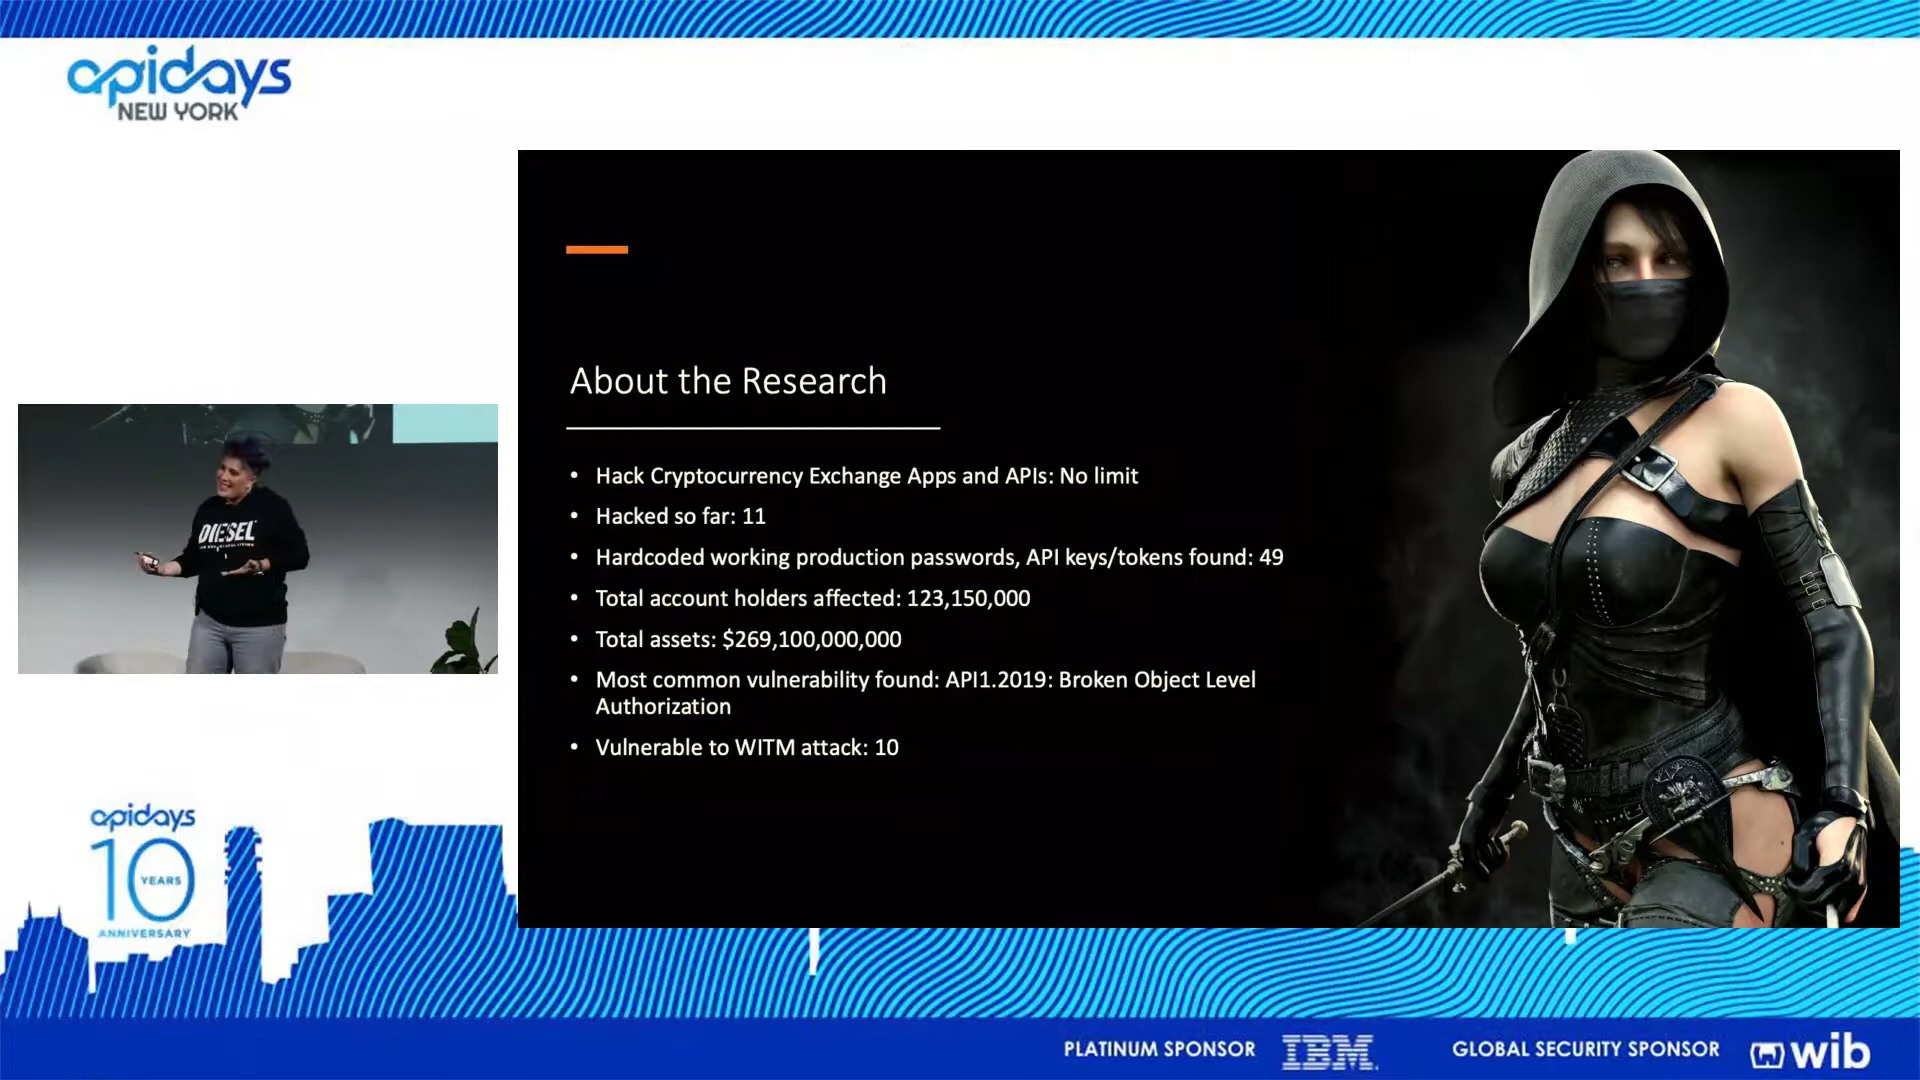 apidays
NEW YORK
About the Research
• Hack Cryptocurrency Exchange Apps and APIs: No limit
• Hacked so far: 11
• Hardcoded working production passwords, API keys/tokens found: 49
• Total account holders affected: 123,150,000
• Total assets: $269,100,000,000
• Most common vulnerability found: API1.2019: Broken Object Level
Authorization
• Vulnerable to WITM attack: 10
DIESEL
apidays
10
YEARS
ANNIVERSARY
PLATINUM SPONSOR
IBM
GLOBAL SECURITY SPONSOR
wib